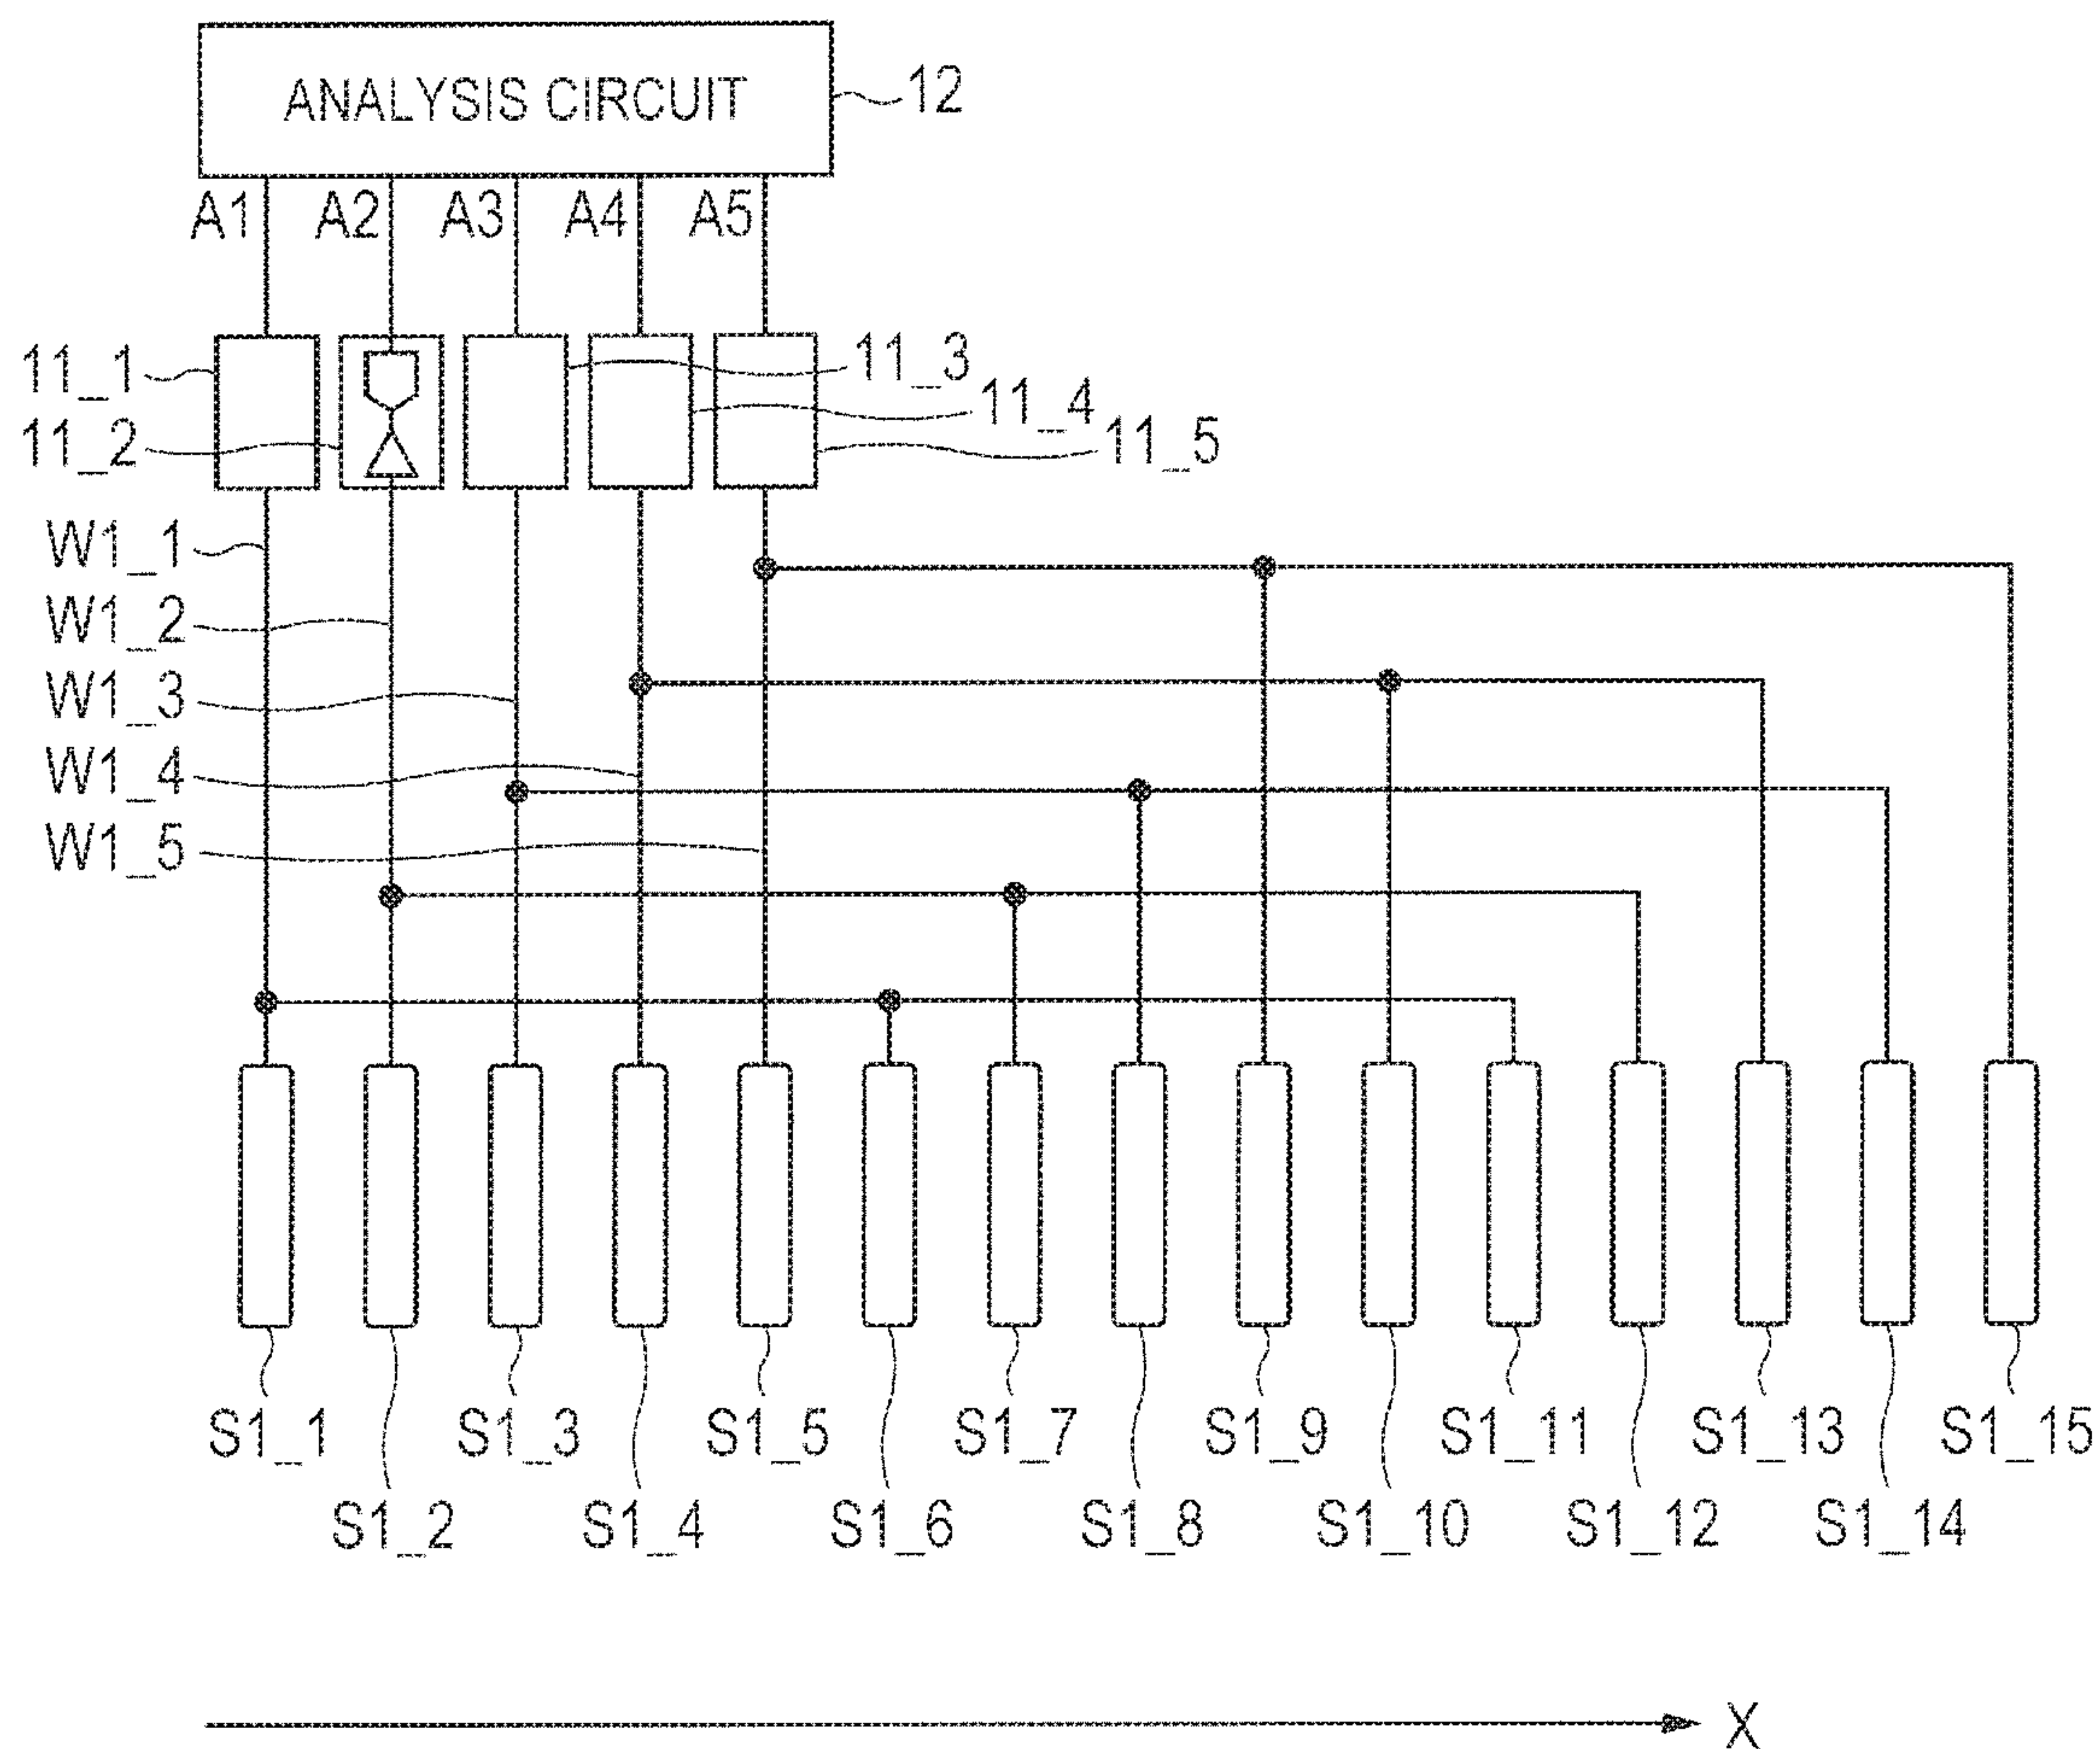 ANALYSIS CIRCUIT
12
A1 A2 A3 A4 A5
11_1
11_2
11_3
11_4
11_5
W1_1
W1_2
W1_3
W1_4
W1_5
S1_1 S1_3 S1_5 S1_7 S1_9 S1_11 S1_13 S1_15
S1_2 S1_4 S1_6 S1_8 S1_10 S1_12 S1_14
X